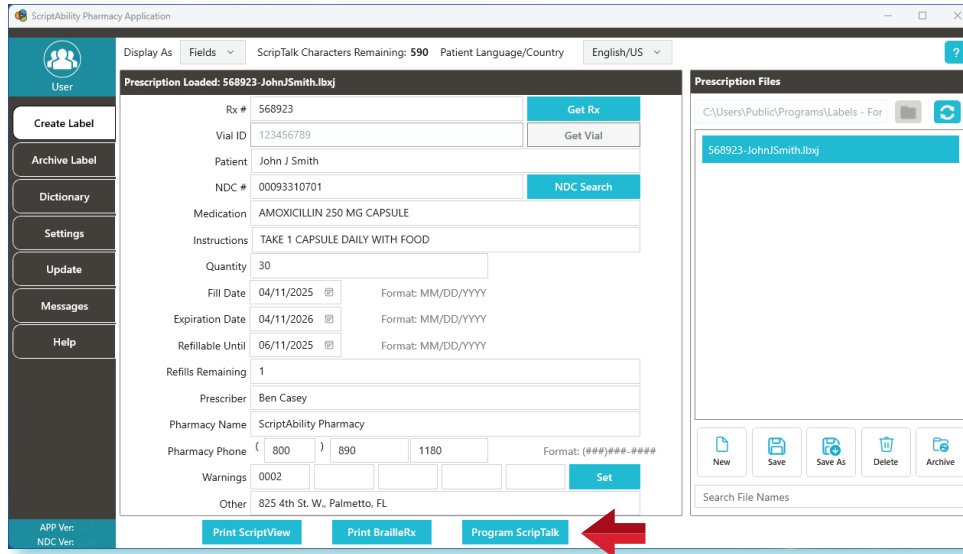 ScriptAbility Pharmacy Application
User
Create Label
Archive Label
Dictionary
Settings
Update
Messages
Help
APP Ver:
NDC Ver:
Display As Fields ScripTalk Characters Remaining: 590 Patient Language/Country English/US ?
Prescription Loaded: 568923-JohnJSmith.lbxj
Rx # 568923 Get Rx
Vial ID 123456789 Get Vial
Patient John J Smith
NDC # 00093310701 NDC Search
Medication AMOXICILLIN 250 MG CAPSULE
Instructions TAKE 1 CAPSULE DAILY WITH FOOD
Quantity 30
Fill Date 04/11/2025 Format: MM/DD/YYYY
Expiration Date 04/11/2026 Format: MM/DD/YYYY
Refillable Until 06/11/2025 Format: MM/DD/YYYY
Refills Remaining 1
Prescriber Ben Casey
Pharmacy Name ScriptAbility Pharmacy
Pharmacy Phone ( 800 ) 890 1180 Format: (###)###-####
Warnings 0002 Set
Other 825 4th St. W., Palmetto, FL
Print ScriptView Print BrailleRx Program ScripTalk
Prescription Files
C:\Users\Public\Programs\Labels - For
568923-JohnJSmith.lbxj
New Save Save As Delete Archive
Search File Names